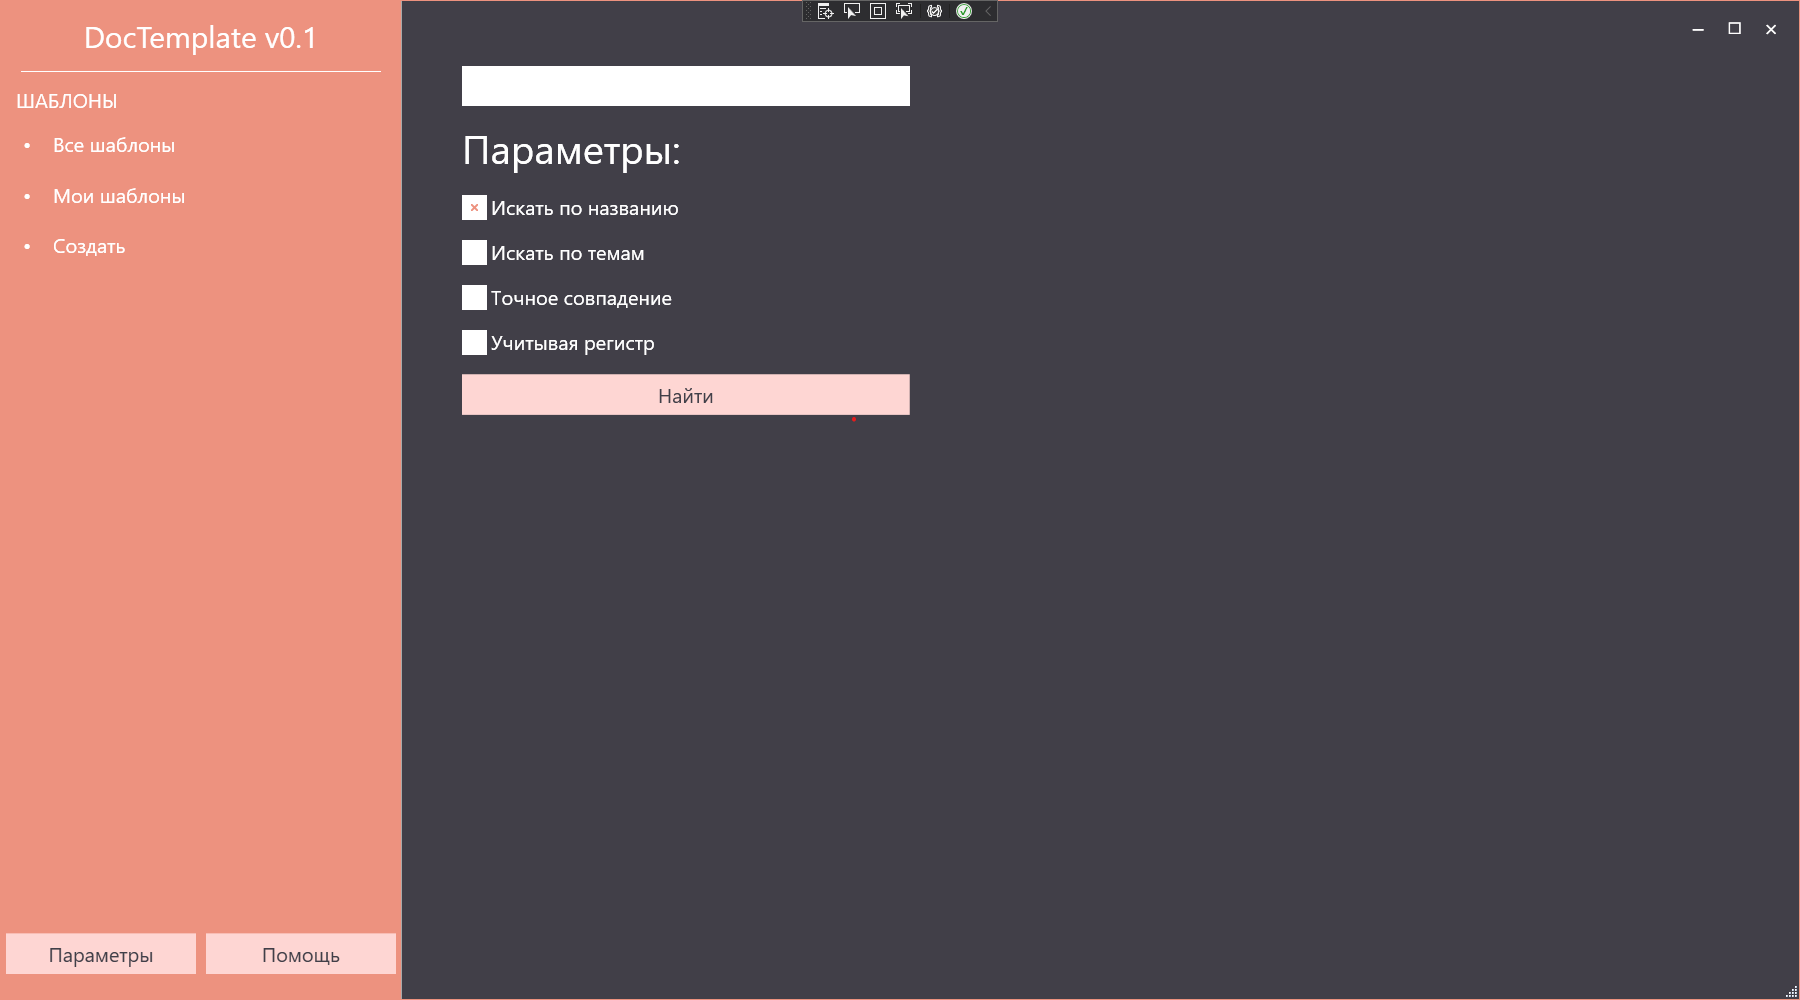 DocTemplate v0.1
ШАБЛОНЫ
• Все шаблоны
• Мои шаблоны
• Создать
Параметры
Помощь
Параметры:
Искать по названию
Искать по темам
Точное совпадение
Учитывая регистр
Найти